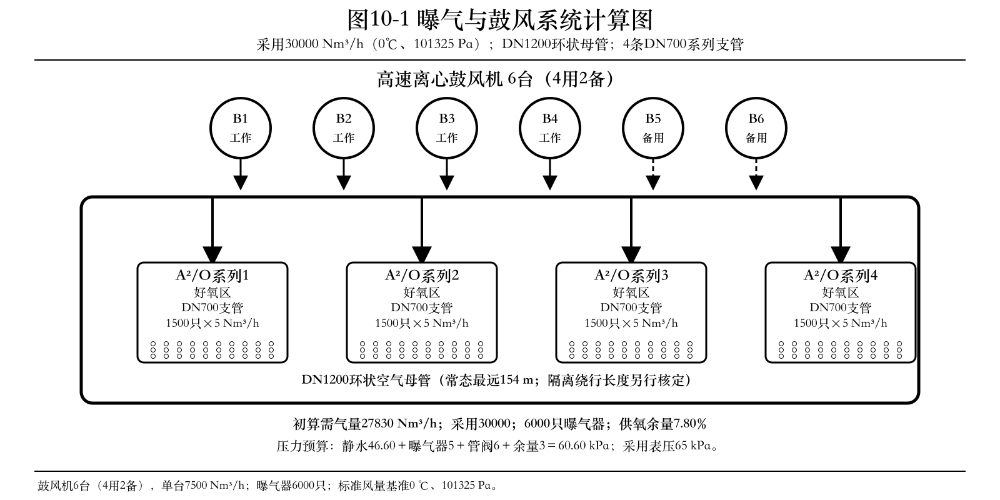 图10-1 曝气与鼓风系统计算图
采用30000 Nm³/h（0℃、101325 Pa）；DN1200环状母管；4条DN700系列支管
高速离心鼓风机 6台（4用2备）
B1 B2 B3 B4 B5 B6
工作 工作 工作 工作 备用 备用
A²/O系列1 A²/O系列2 A²/O系列3 A²/O系列4
好氧区 好氧区 好氧区 好氧区
DN700支管 DN700支管 DN700支管 DN700支管
1500只×5 Nm³/h 1500只×5 Nm³/h 1500只×5 Nm³/h 1500只×5 Nm³/h
DN1200环状空气母管（常态最远154 m；隔离绕行长度另行核定）
初算需气量27830 Nm³/h；采用30000；6000只曝气器；供氧余量7.80%
压力预算：静水46.60＋曝气器5＋管阀6＋余量3＝60.60 kPa；采用表压65 kPa。
鼓风机6台（4用2备），单台7500 Nm³/h；曝气器6000只；标准风量基准0 ℃、101325 Pa。